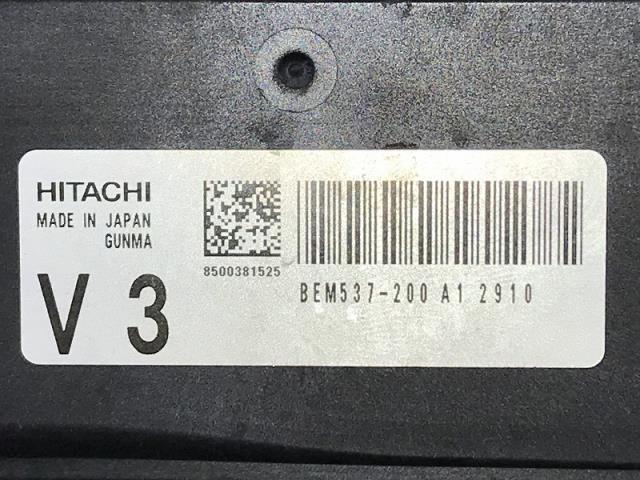 HITACHI
MADE IN JAPAN
GUNMA
V 3
8500381525
BEM537-200 A1 2910